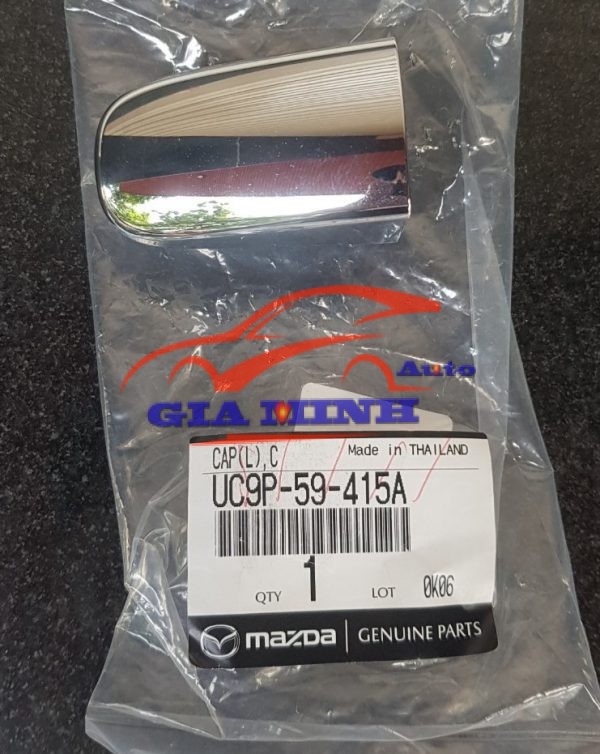 Auto
GIA MINH
CAP(L),C Made in THAILAND
UC9P-59-415A
QTY 1 LOT 0K06
mazda GENUINE PARTS